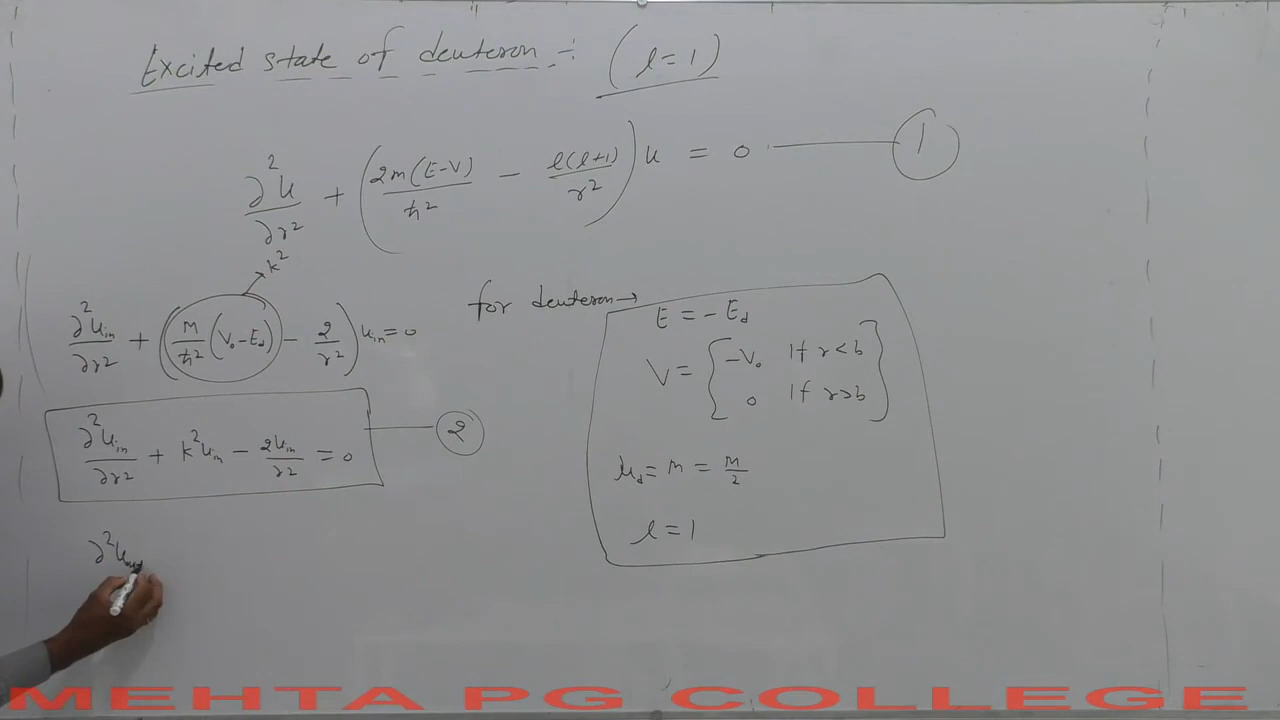 Excited state of deuteron :- (l=1)
∂²u/∂r² + (2m(E-V)/ħ² - l(l+1)/r²) u = 0 — 1
→ k²
∂²u_in/∂r² + (m/ħ² (V₀-E_d) - 2/r²) u_in = 0
∂²u_in/∂r² + k²u_in - 2u_in/r² = 0 — 2
∂²u
for deuteron →
E = -E_d
V = { -V₀ If r<b
0 If r>b }
μ_d = m = m/2
l = 1
MEHTA PG COLLEGE